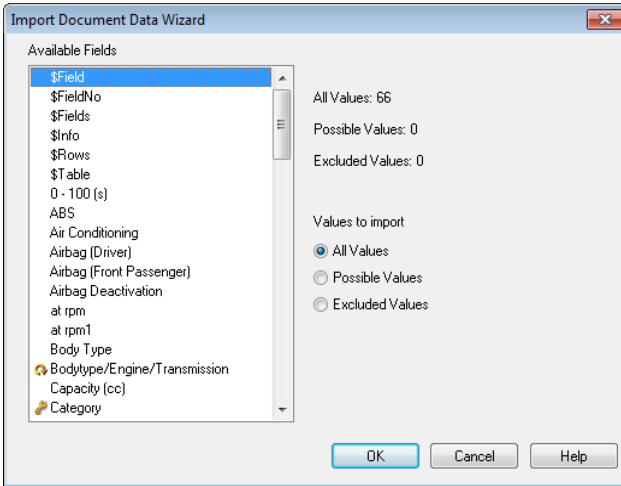 Import Document Data Wizard
Available Fields
$Field
$FieldNo
$Fields
$Info
$Rows
$Table
0 - 100 (s)
ABS
Air Conditioning
Airbag (Driver)
Airbag (Front Passenger)
Airbag Deactivation
at rpm
at rpm1
Body Type
Bodytype/Engine/Transmission
Capacity (cc)
Category
All Values: 66
Possible Values: 0
Excluded Values: 0
Values to import
All Values
Possible Values
Excluded Values
OK Cancel Help